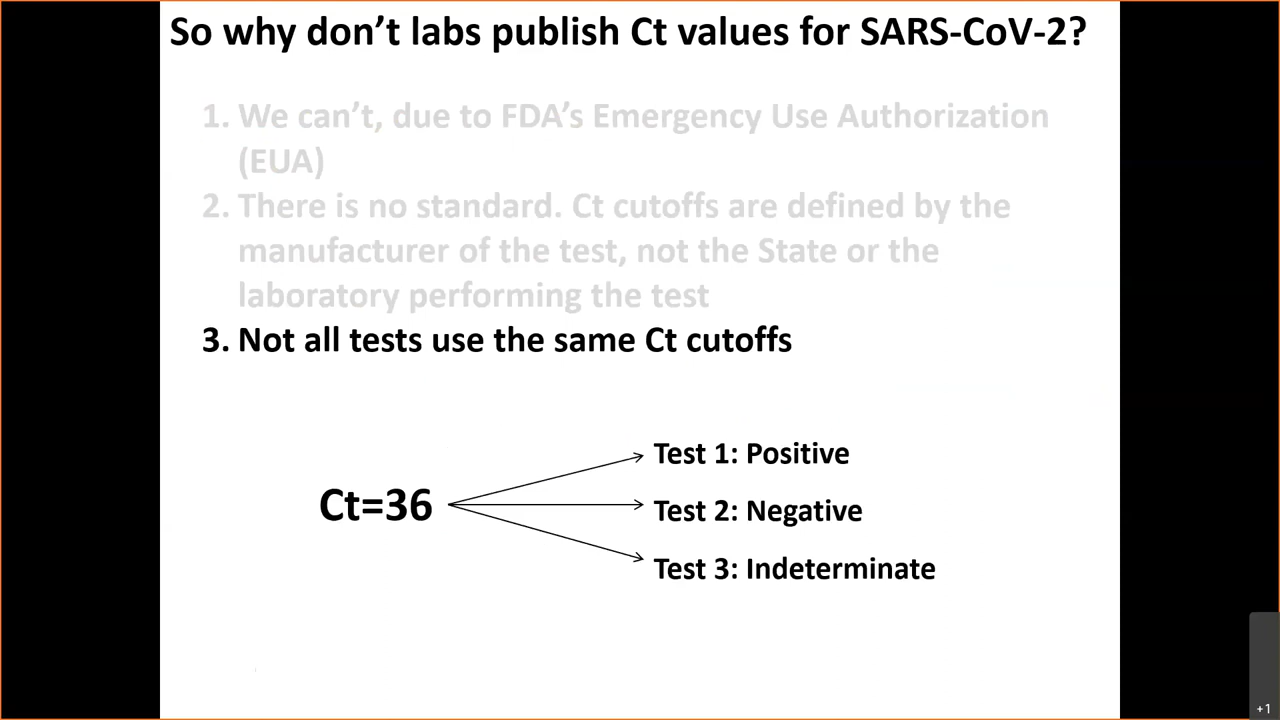 So why don’t labs publish Ct values for SARS-CoV-2?
1. We can’t, due to FDA’s Emergency Use Authorization
(EUA)
2. There is no standard. Ct cutoffs are defined by the
manufacturer of the test, not the State or the
laboratory performing the test
3. Not all tests use the same Ct cutoffs
Test 1: Positive
Ct=36
Test 2: Negative
Test 3: Indeterminate
+1